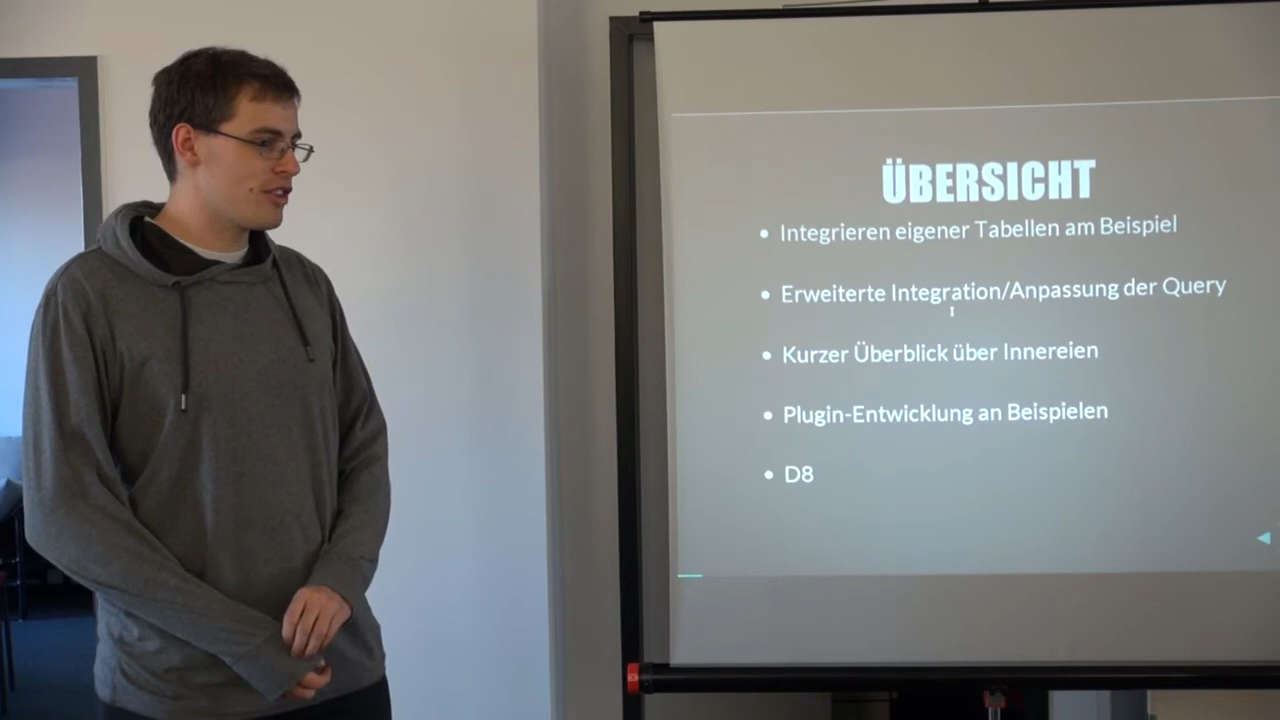 ÜBERSICHT
Integrieren eigener Tabellen am Beispiel
Erweiterte Integration/Anpassung der Query
Kurzer Überblick über Innereien
Plugin-Entwicklung an Beispielen
D8